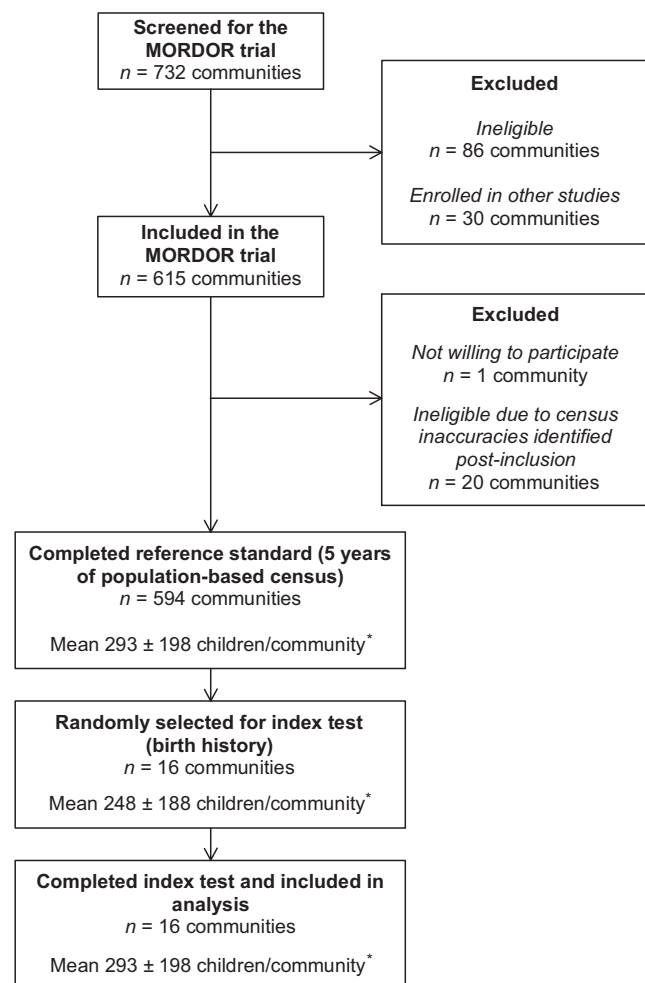 Screened for the
MORDOR trial
n = 732 communities
Excluded
Ineligible
n = 86 communities
Enrolled in other studies
n = 30 communities
Included in the
MORDOR trial
n = 615 communities
Excluded
Not willing to participate
n = 1 community
Ineligible due to census
inaccuracies identified
post-inclusion
n = 20 communities
Completed reference standard (5 years
of population-based census)
n = 594 communities
Mean 293 ± 198 children/community*
Randomly selected for index test
(birth history)
n = 16 communities
Mean 248 ± 188 children/community*
Completed index test and included in
analysis
n = 16 communities
Mean 293 ± 198 children/community*